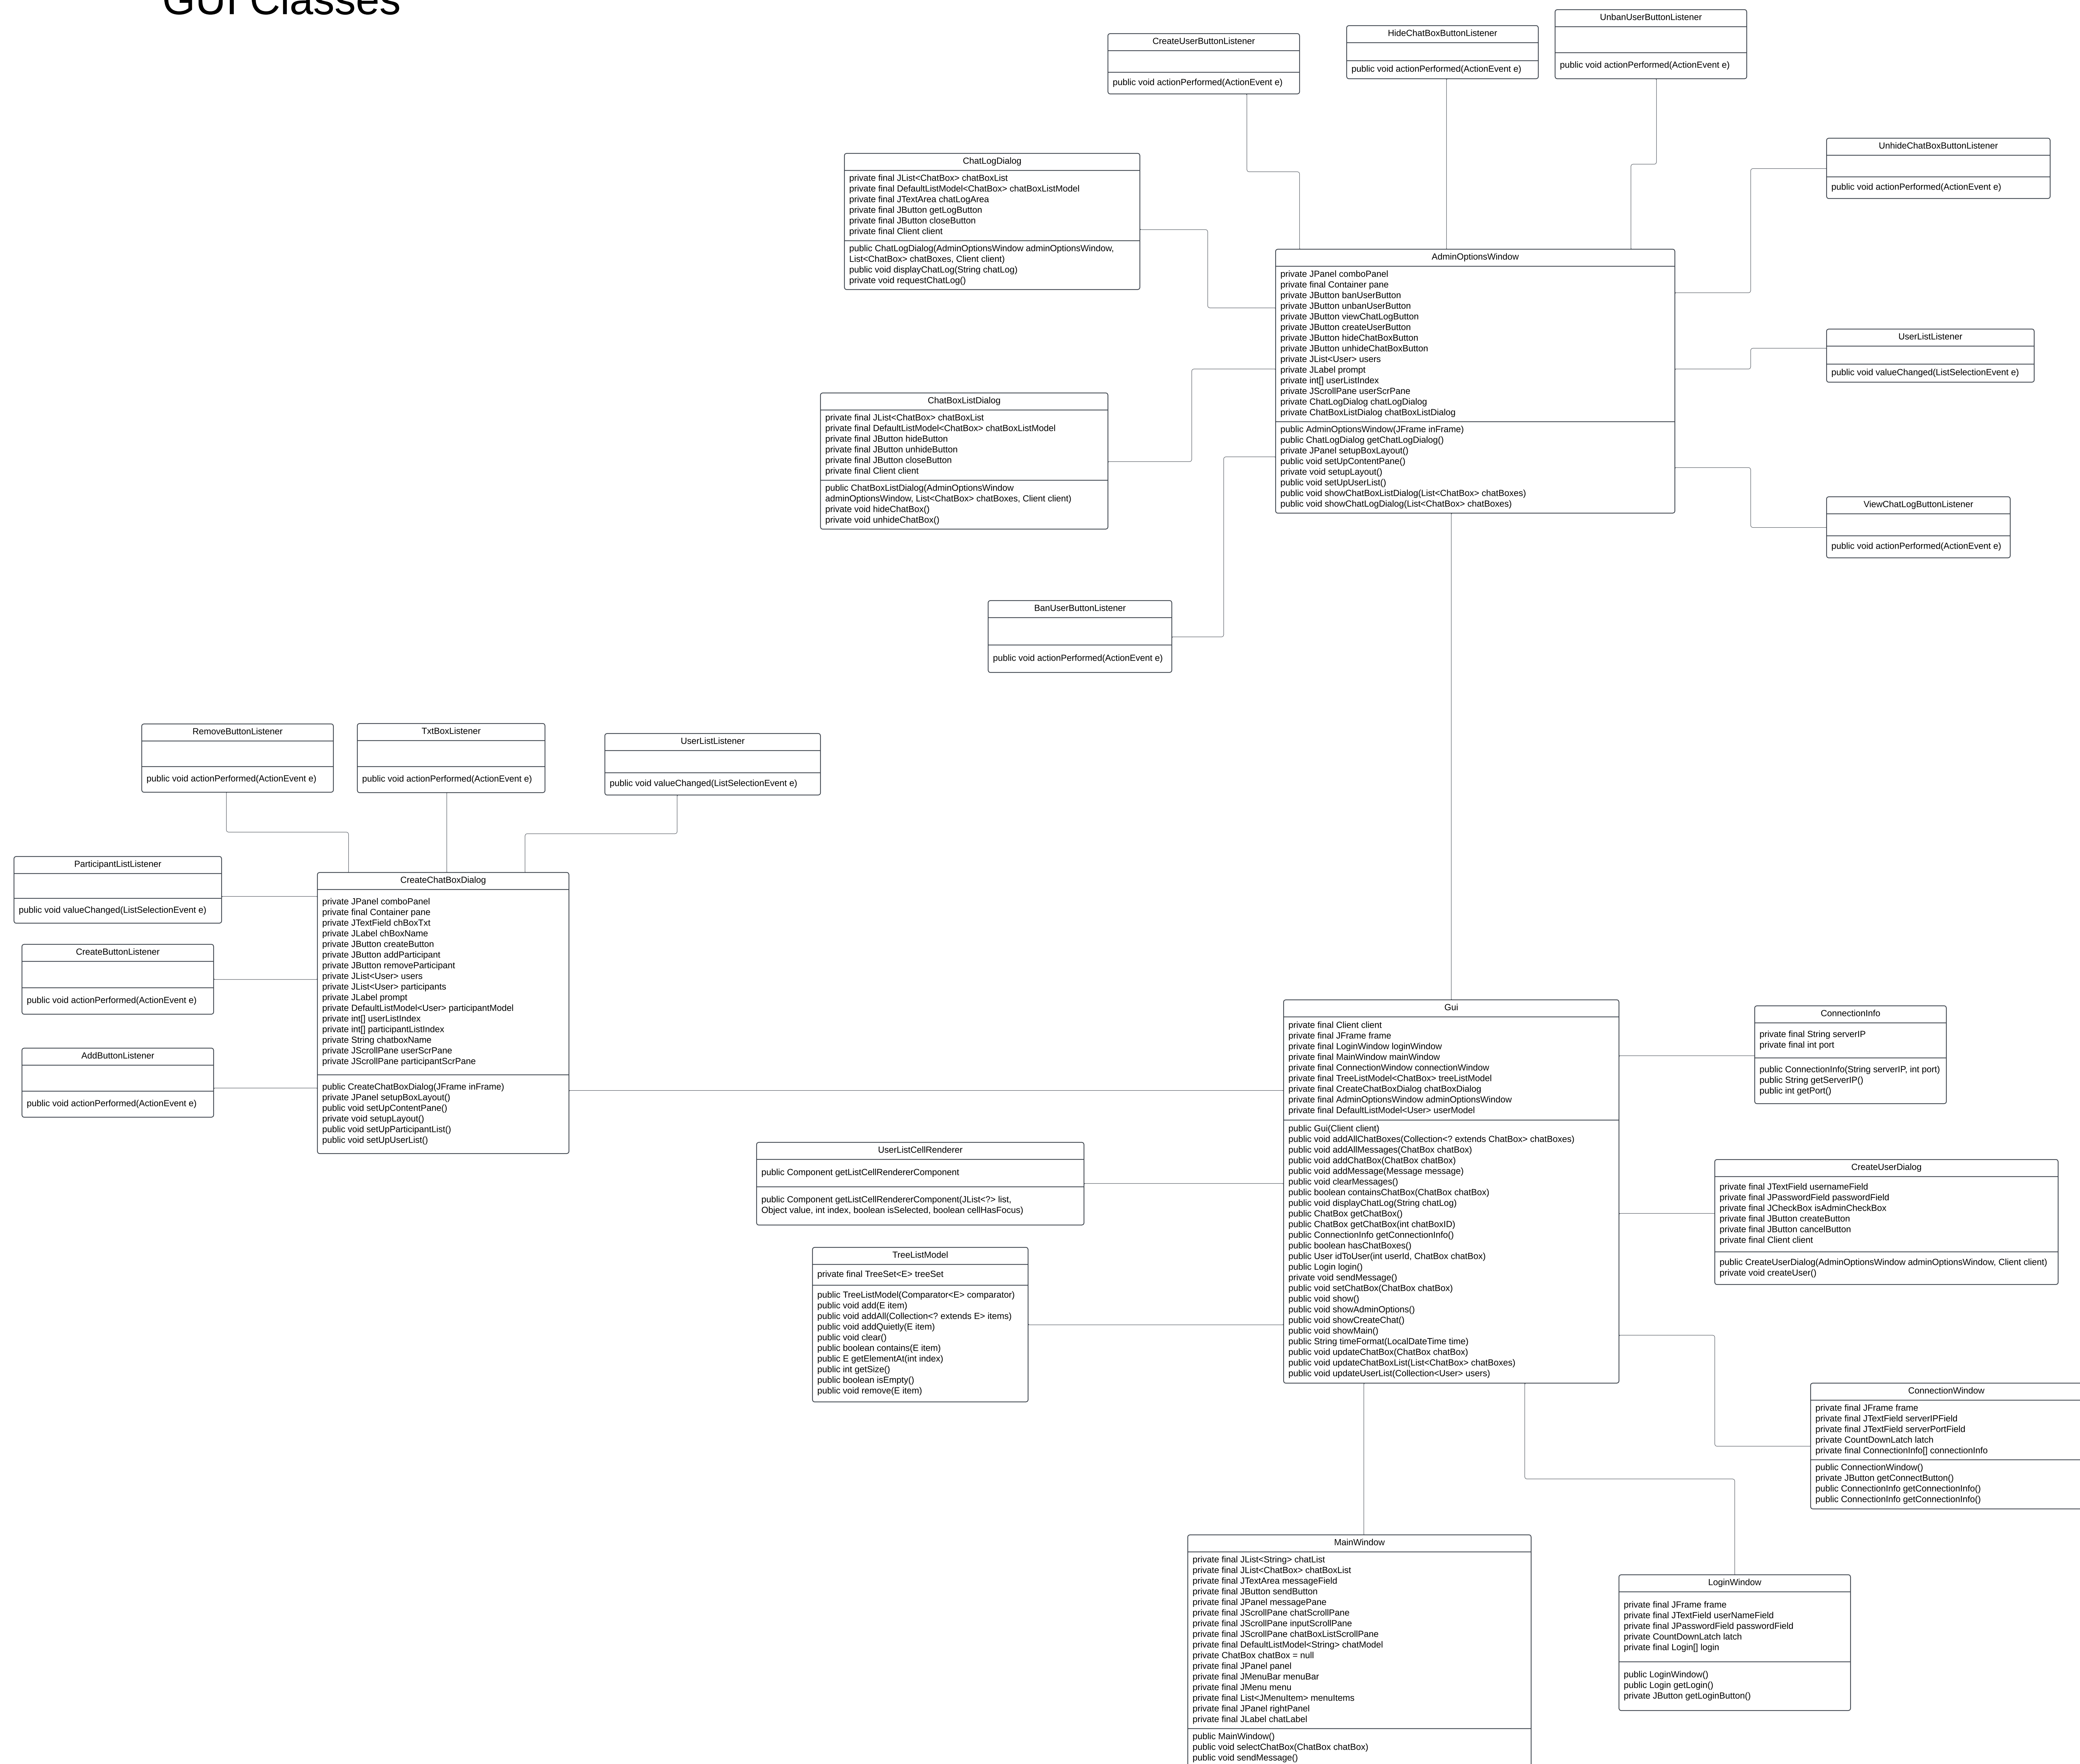 GUI Classes
UnbanUserButtonListener
public void actionPerformed(ActionEvent e)
HideChatBoxButtonListener
public void actionPerformed(ActionEvent e)
CreateUserButtonListener
public void actionPerformed(ActionEvent e)
UnhideChatBoxButtonListener
public void actionPerformed(ActionEvent e)
ChatLogDialog
private final JList<ChatBox> chatBoxList
private final DefaultListModel<ChatBox> chatBoxListModel
private final JTextArea chatLogArea
private final JButton getLogButton
private final JButton closeButton
private final Client client
public ChatLogDialog(AdminOptionsWindow adminOptionsWindow,
List<ChatBox> chatBoxes, Client client)
public void displayChatLog(String chatLog)
private void requestChatLog()
AdminOptionsWindow
private JPanel comboPanel
private final Container pane
private JButton banUserButton
private JButton unbanUserButton
private JButton viewChatLogButton
private JButton createUserButton
private JButton hideChatBoxButton
private JButton unhideChatBoxButton
private JList<User> users
private JLabel prompt
private int[] userListIndex
private JScrollPane userScrPane
private ChatLogDialog chatLogDialog
private ChatBoxListDialog chatBoxListDialog
public AdminOptionsWindow(JFrame inFrame)
public ChatLogDialog getChatLogDialog()
private JPanel setupBoxLayout()
public void setUpContentPane()
private void setupLayout()
public void setUpUserList()
public void showChatBoxListDialog(List<ChatBox> chatBoxes)
public void showChatLogDialog(List<ChatBox> chatBoxes)
UserListListener
public void valueChanged(ListSelectionEvent e)
ChatBoxListDialog
private final JList<ChatBox> chatBoxList
private final DefaultListModel<ChatBox> chatBoxListModel
private final JButton hideButton
private final JButton unhideButton
private final JButton closeButton
private final Client client
public ChatBoxListDialog(AdminOptionsWindow
adminOptionsWindow, List<ChatBox> chatBoxes, Client client)
private void hideChatBox()
private void unhideChatBox()
ViewChatLogButtonListener
public void actionPerformed(ActionEvent e)
BanUserButtonListener
public void actionPerformed(ActionEvent e)
RemoveButtonListener
public void actionPerformed(ActionEvent e)
TxtBoxListener
public void actionPerformed(ActionEvent e)
UserListListener
public void valueChanged(ListSelectionEvent e)
ParticipantListListener
public void valueChanged(ListSelectionEvent e)
CreateButtonListener
public void actionPerformed(ActionEvent e)
AddButtonListener
public void actionPerformed(ActionEvent e)
CreateChatBoxDialog
private JPanel comboPanel
private final Container pane
private JTextField chBoxTxt
private JLabel chBoxName
private JButton createButton
private JButton addParticipant
private JButton removeParticipant
private JList<User> users
private JList<User> participants
private JLabel prompt
private DefaultListModel<User> participantModel
private int[] userListIndex
private int[] participantListIndex
private String chatboxName
private JScrollPane userScrPane
private JScrollPane participantScrPane
public CreateChatBoxDialog(JFrame inFrame)
private JPanel setupBoxLayout()
public void setUpContentPane()
private void setupLayout()
public void setUpParticipantList()
public void setUpUserList()
Gui
private final Client client
private final JFrame frame
private final LoginWindow loginWindow
private final MainWindow mainWindow
private final ConnectionWindow connectionWindow
private final TreeListModel<ChatBox> treeListModel
private final CreateChatBoxDialog chatBoxDialog
private final AdminOptionsWindow adminOptionsWindow
private final DefaultListModel<User> userModel
public Gui(Client client)
public void addAllChatBoxes(Collection<? extends ChatBox> chatBoxes)
public void addAllMessages(ChatBox chatBox)
public void addChatBox(ChatBox chatBox)
public void addMessage(Message message)
public void clearMessages()
public boolean containsChatBox(ChatBox chatBox)
public void displayChatLog(String chatLog)
public ChatBox getChatBox()
public ChatBox getChatBox(int chatBoxID)
public ConnectionInfo getConnectionInfo()
public boolean hasChatBoxes()
public User idToUser(int userId, ChatBox chatBox)
public Login login()
private void sendMessage()
public void setChatBox(ChatBox chatBox)
public void show()
public void showAdminOptions()
public void showCreateChat()
public void showMain()
public String timeFormat(LocalDateTime time)
public void updateChatBox(ChatBox chatBox)
public void updateChatBoxList(List<ChatBox> chatBoxes)
public void updateUserList(Collection<User> users)
ConnectionInfo
private final String serverIP
private final int port
public ConnectionInfo(String serverIP, int port)
public String getServerIP()
public int getPort()
UserListCellRenderer
public Component getListCellRendererComponent
public Component getListCellRendererComponent(JList<?> list,
Object value, int index, boolean isSelected, boolean cellHasFocus)
CreateUserDialog
private final JTextField usernameField
private final JPasswordField passwordField
private final JCheckBox isAdminCheckBox
private final JButton createButton
private final JButton cancelButton
private final Client client
public CreateUserDialog(AdminOptionsWindow adminOptionsWindow, Client client)
private void createUser()
TreeListModel
private final TreeSet<E> treeSet
public TreeListModel(Comparator<E> comparator)
public void add(E item)
public void addAll(Collection<? extends E> items)
public void addQuietly(E item)
public void clear()
public boolean contains(E item)
public E getElementAt(int index)
public int getSize()
public boolean isEmpty()
public void remove(E item)
ConnectionWindow
private final JFrame frame
private final JTextField serverIPField
private final JTextField serverPortField
private CountDownLatch latch
private final ConnectionInfo[] connectionInfo
public ConnectionWindow()
private JButton getConnectButton()
public ConnectionInfo getConnectionInfo()
public ConnectionInfo getConnectionInfo()
MainWindow
private final JList<String> chatList
private final JList<ChatBox> chatBoxList
private final JTextArea messageField
private final JButton sendButton
private final JPanel messagePane
private final JScrollPane chatScrollPane
private final JScrollPane inputScrollPane
private final JScrollPane chatBoxListScrollPane
private final DefaultListModel<String> chatModel
private ChatBox chatBox = null
private final JPanel panel
private final JMenuBar menuBar
private final JMenu menu
private final List<JMenuItem> menuItems
private final JPanel rightPanel
private final JLabel chatLabel
public MainWindow()
public void selectChatBox(ChatBox chatBox)
public void sendMessage()
LoginWindow
private final JFrame frame
private final JTextField userNameField
private final JPasswordField passwordField
private CountDownLatch latch
private final Login[] login
public LoginWindow()
public Login getLogin()
private JButton getLoginButton()